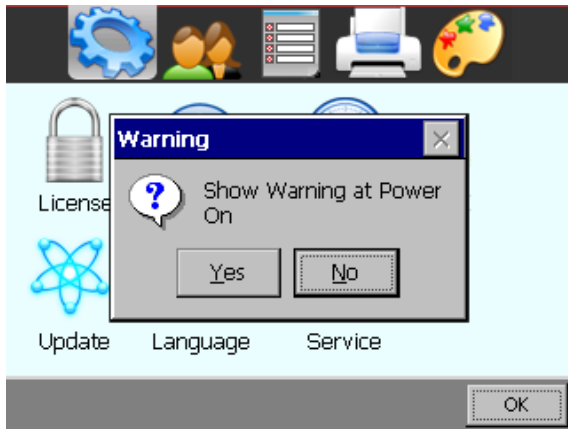 Warning
License
Show Warning at Power
On
Yes
No
Update
Language
Service
OK